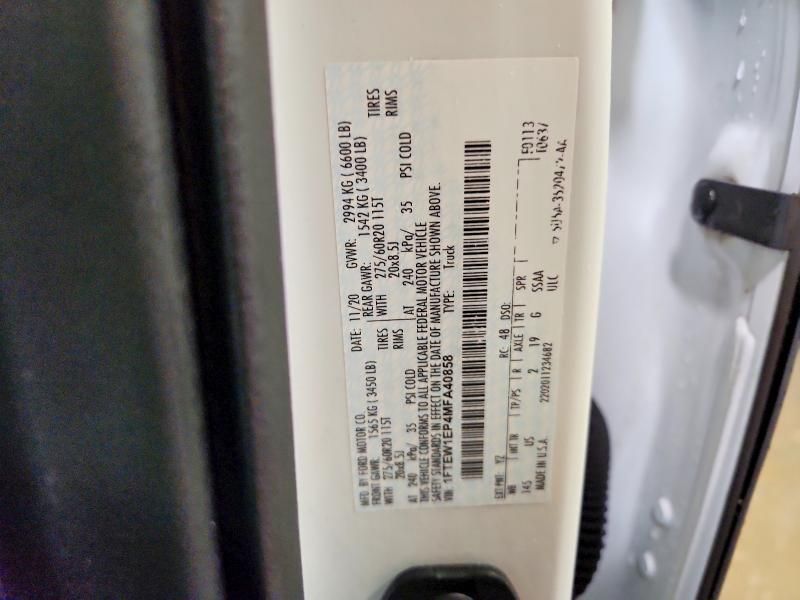 MFD. BY FORD MOTOR CO.
DATE: 11/20 GVWR: 2994 KG ( 6600 LB)
FRONT GAWR: 1565 KG ( 3450 LB) REAR GAWR: 1542 KG ( 3400 LB)
WITH 275/60R20 115T TIRES WITH 275/60R20 115T TIRES
20x8.5J RIMS 20x8.5J RIMS
AT 240 kPa/ 35 PSI COLD AT 240 kPa/ 35 PSI COLD
THIS VEHICLE CONFORMS TO ALL APPLICABLE FEDERAL MOTOR VEHICLE
SAFETY STANDARDS IN EFFECT ON THE DATE OF MANUFACTURE SHOWN ABOVE.
VIN: 1FTEW1EP4MFA40858 TYPE: Truck
EXT PNT: YZ RC: 48 DSO:
WB INT TR TP/PS R AXLE TR SPR
145 US 2 19 G SSAA
MADE IN U.S.A. 2202011234682 ULC
F0113